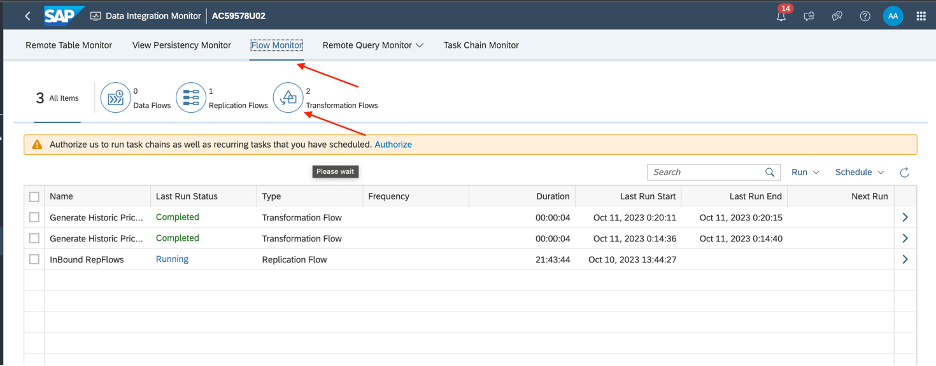 SAP Data Integration Monitor AC59578U02 14 AA
Remote Table Monitor View Persistency Monitor Flow Monitor Remote Query Monitor Task Chain Monitor
3 All Items 0 Data Flows 1 Replication Flows 2 Transformation Flows
Authorize us to run task chains as well as recurring tasks that you have scheduled. Authorize
Please wait
Search Run Schedule
Name Last Run Status Type Frequency Duration Last Run Start Last Run End Next Run
Generate Historic Pric... Completed Transformation Flow 00:00:04 Oct 11, 2023 0:20:11 Oct 11, 2023 0:20:15
Generate Historic Pric... Completed Transformation Flow 00:00:04 Oct 11, 2023 0:14:36 Oct 11, 2023 0:14:40
InBound RepFlows Running Replication Flow 21:43:44 Oct 10, 2023 13:44:27